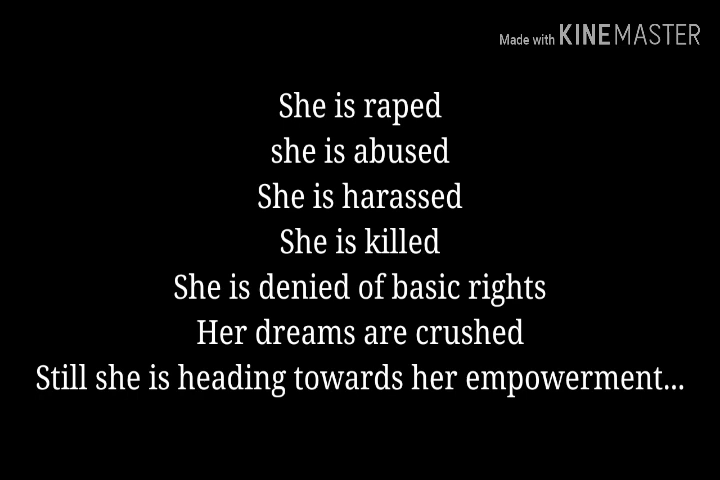 Made with KINEMASTER
She is raped
she is abused
She is harassed
She is killed
She is denied of basic rights
Her dreams are crushed
Still she is heading towards her empowerment...